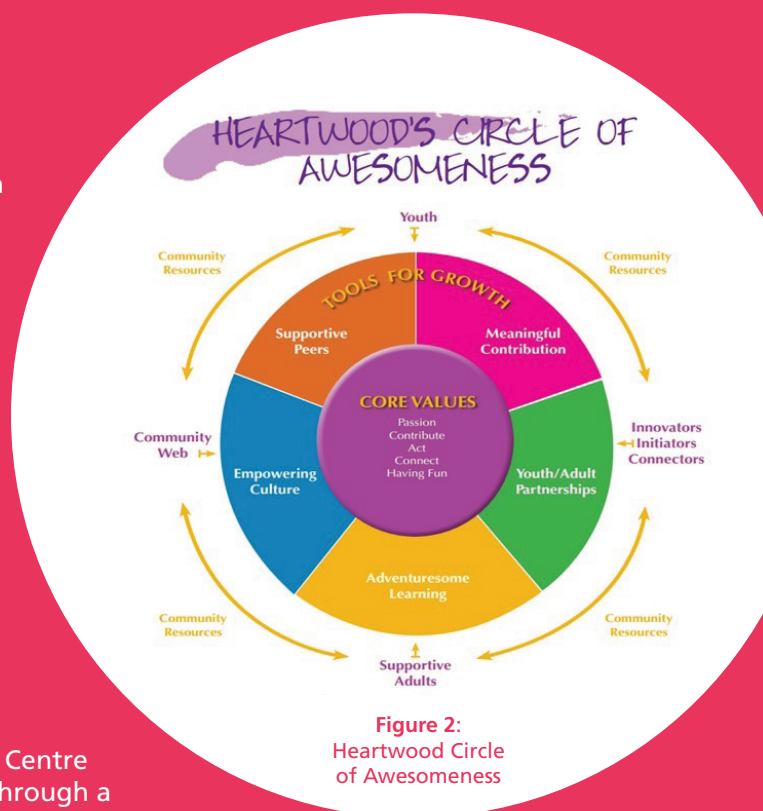 HEARTWOOD'S CIRCLE OF
AWESOMENESS
Youth
Community
Resources
Community
Resources
TOOLS FOR GROWTH
Supportive
Peers
Meaningful
Contribution
CORE VALUES
Passion
Contribute
Act
Connect
Having Fun
Community
Web
Innovators
Initiators
Connectors
Empowering
Culture
Youth/Adult
Partnerships
Adventuresome
Learning
Community
Resources
Community
Resources
Supportive
Adults
Figure 2:
Heartwood Circle
of Awesomeness
Centre
through a